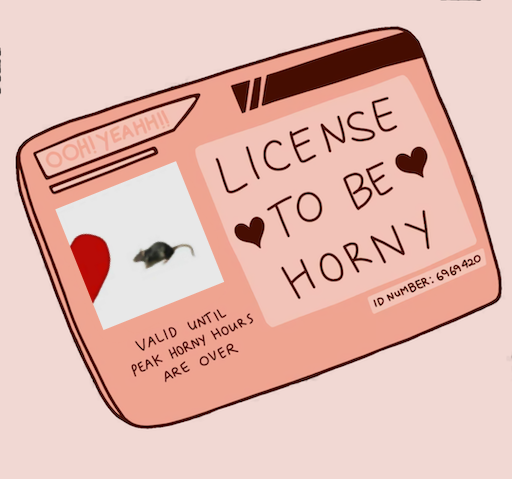 OOH! YEAHH!!
LICENSE
TO BE
HORNY
ID NUMBER: 6969420
VALID UNTIL
PEAK HORNY HOURS
ARE OVER